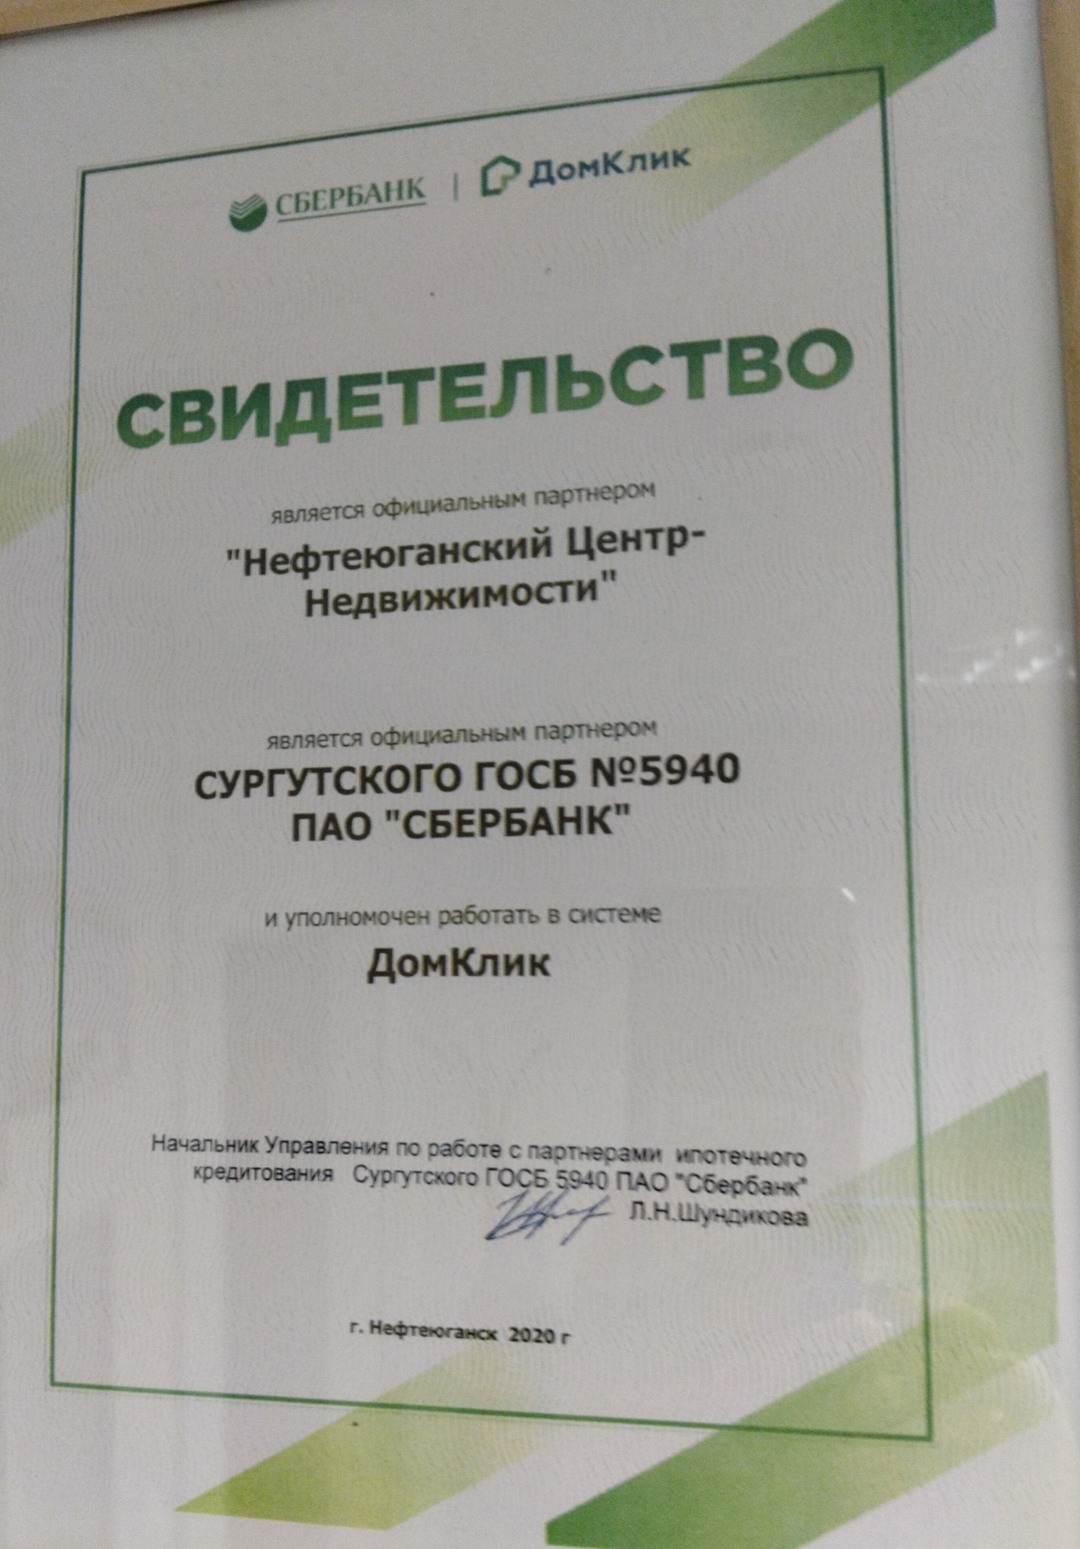 СБЕРБАНК | ДомКлик
СВИДЕТЕЛЬСТВО
является официальным партнером
"Нефтеюганский Центр-
Недвижимости"
является официальным партнером
СУРГУТСКОГО ГОСБ №5940
ПАО "СБЕРБАНК"
и уполномочен работать в системе
ДомКлик
Начальник Управления по работе с партнерами ипотечного
кредитования Сургутского ГОСБ 5940 ПАО "Сбербанк"
Л.Н.Шундикова
г. Нефтеюганск 2020 г